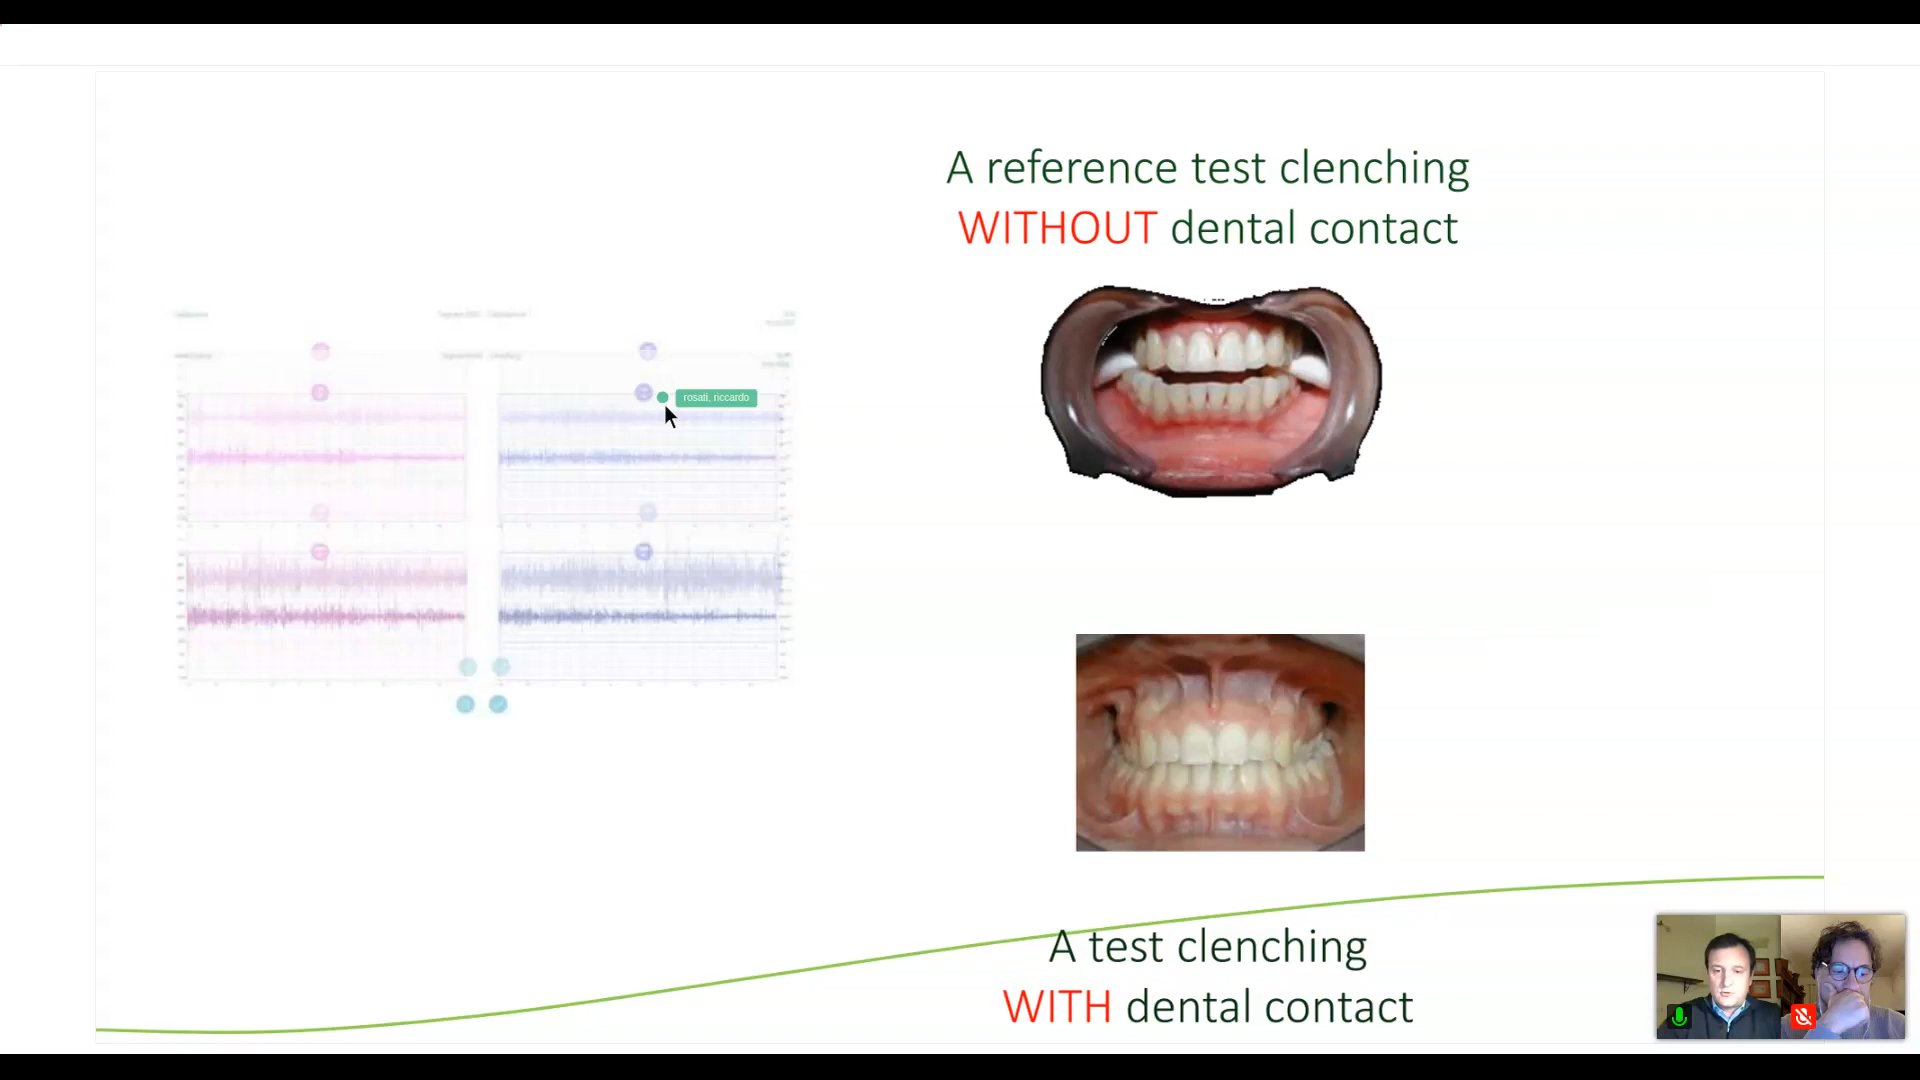 A reference test clenching
WITHOUT dental contact
rosati, riccardo
A test clenching
WITH dental contact